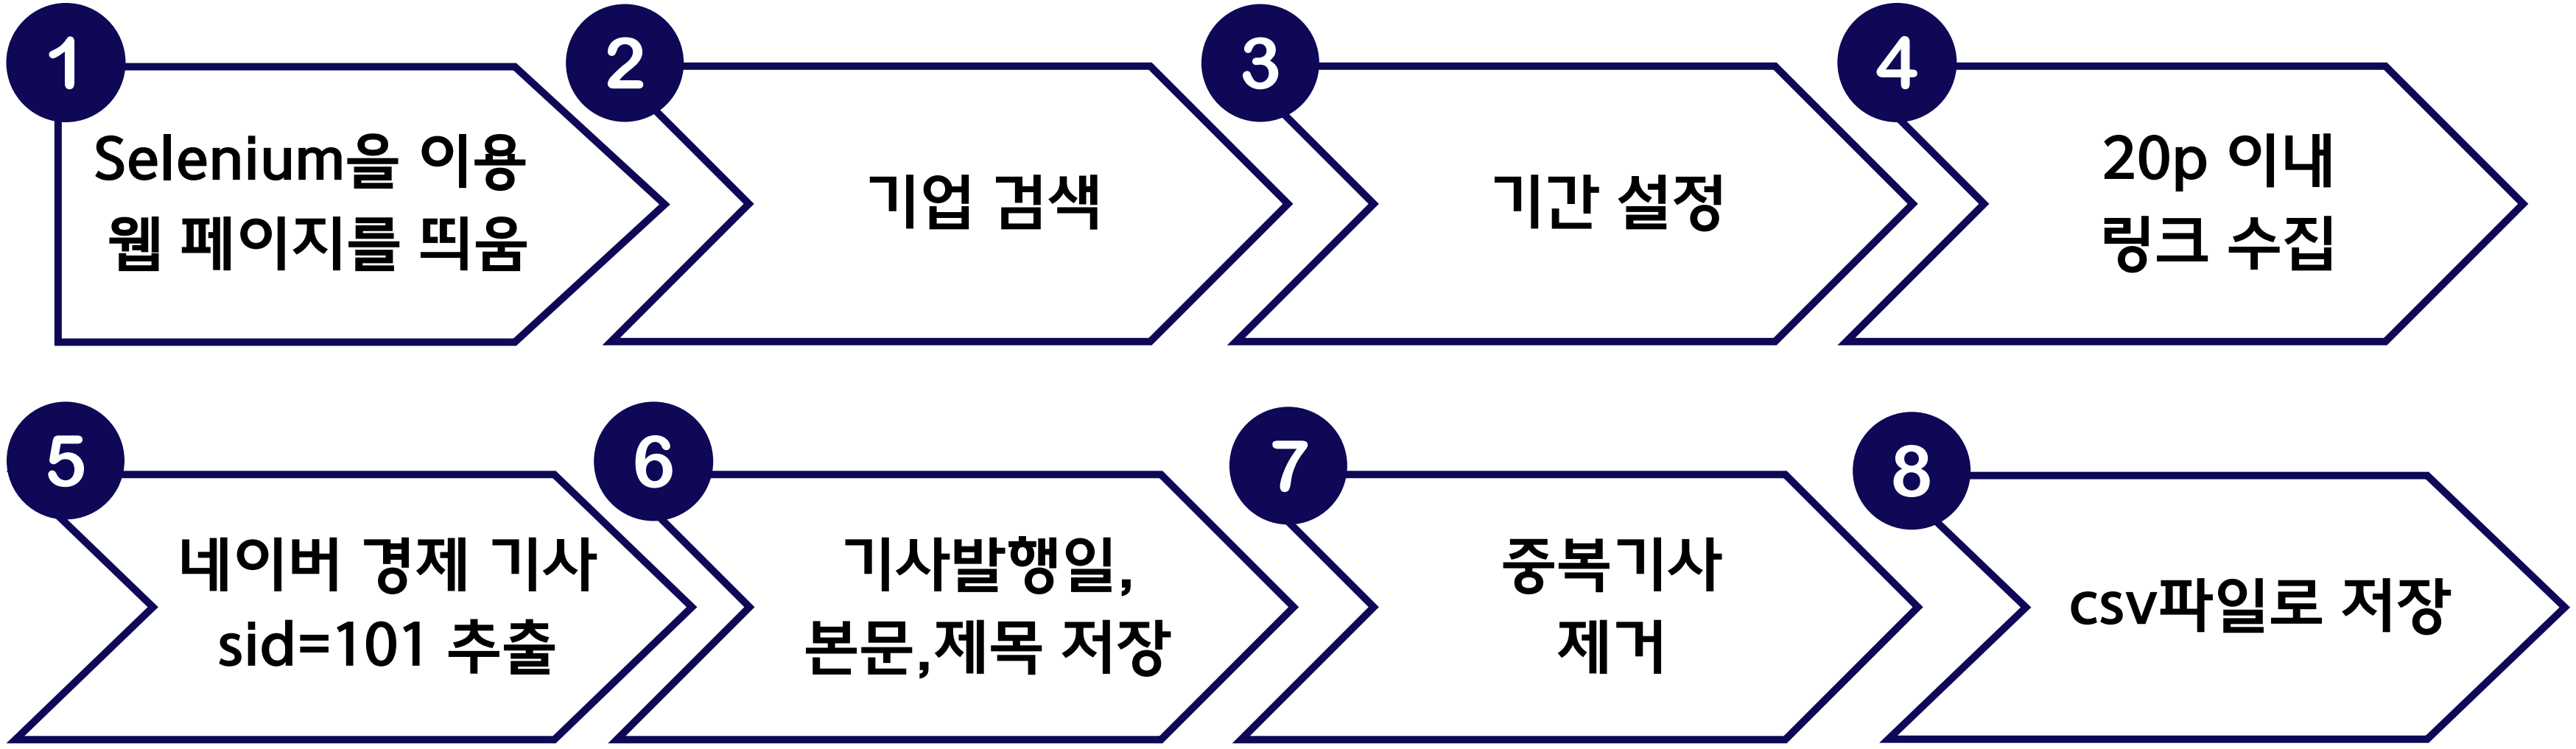 1
Selenium을 이용
웹 페이지를 띄움
2
기업 검색
3
기간 설정
4
20p 이내
링크 수집
5
네이버 경제 기사
sid=101 추출
6
기사발행일,
본문,제목 저장
7
중복기사
제거
8
csv파일로 저장